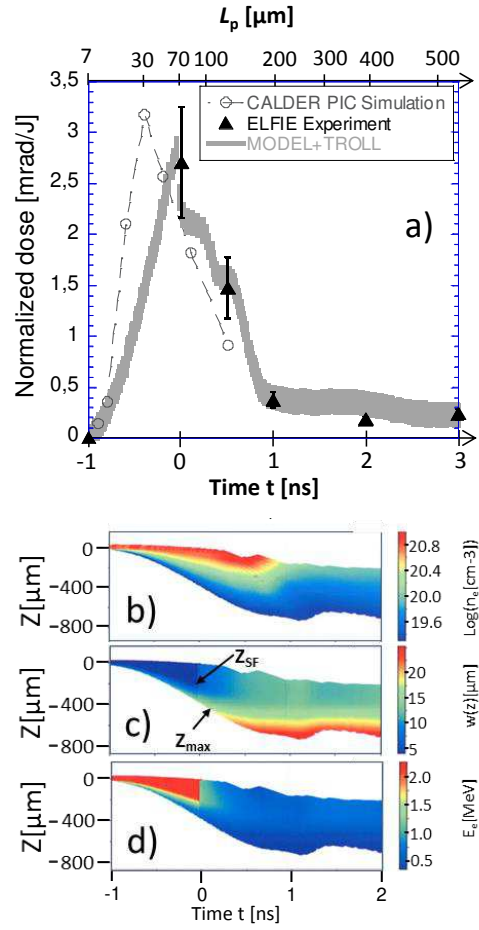 Lp [μm]
7 30 70 100 200 300 400 500
3,5
3
2,5
2
1,5
1
0,5
0
Normalized dose [mrad/J]
CALDER PIC Simulation
ELFIE Experiment
MODEL+TROLL
a)
-1 0 1 2 3
Time t [ns]
0
-400
-800
Z[μm]
b)
20.8
20.4
20.0
19.6
Log(ne[cm-3])
0
-400
-800
Z[μm]
c)
ZSF
Zmax
20
15
10
5
w(z)[μm]
0
-400
-800
Z[μm]
d)
2.0
1.5
1.0
0.5
Ee[MeV]
-1 0 1 2
Time t [ns]